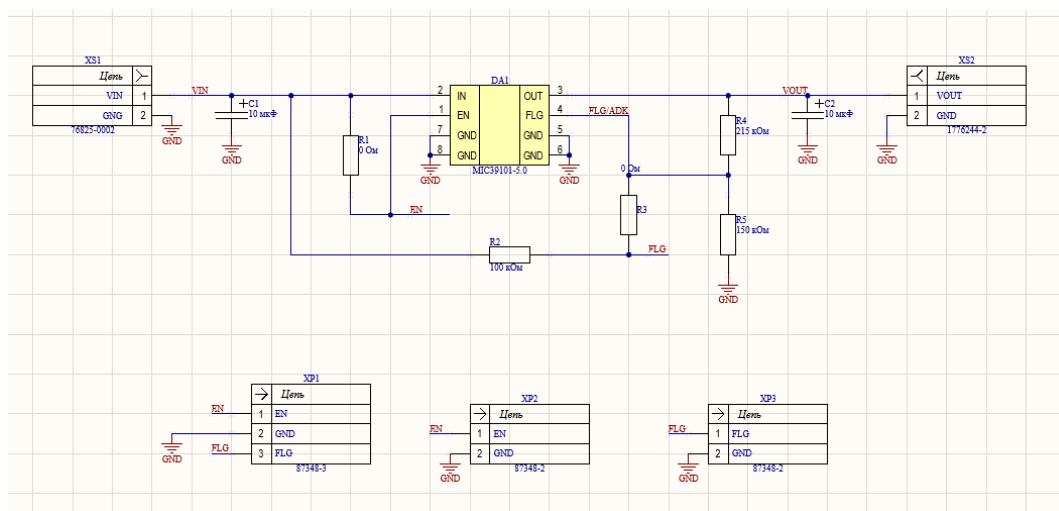 XS1
Цепь
VIN 1
GNG 2
76825-0002
GND
VIN
C1
10 мкФ
GND
R1
0 Ом
EN
DA1
2 IN OUT 3
1 EN FLG 4
7 GND GND 5
8 GND GND 6
MIC39101-5.0
GND
GND
FLG/ADK
0 Ом
R3
FLG
R2
100 кОм
R4
215 кОм
R5
150 кОм
GND
VOUT
C2
10 мкФ
GND
XS2
Цепь
1 VOUT
2 GND
1776244-2
GND
XP1
Цепь
EN 1 EN
2 GND
FLG 3 FLG
GND
87348-3
XP2
Цепь
EN 1 EN
2 GND
87348-2
GND
XP3
Цепь
FLG 1 FLG
2 GND
87348-2
GND